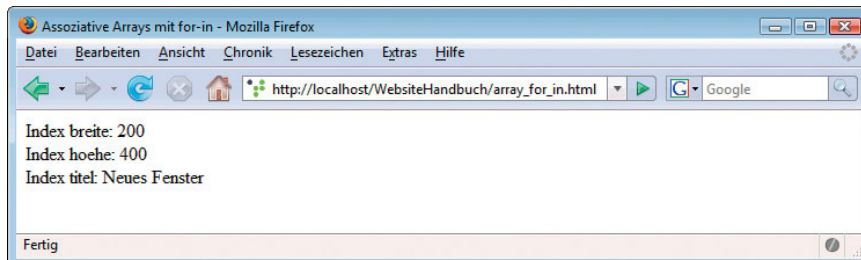 Assoziative Arrays mit for-in - Mozilla Firefox
Datei Bearbeiten Ansicht Chronik Lesezeichen Extras Hilfe
http://localhost/WebsiteHandbuch/array_for_in.html G Google
Index breite: 200
Index hoehe: 400
Index titel: Neues Fenster
Fertig